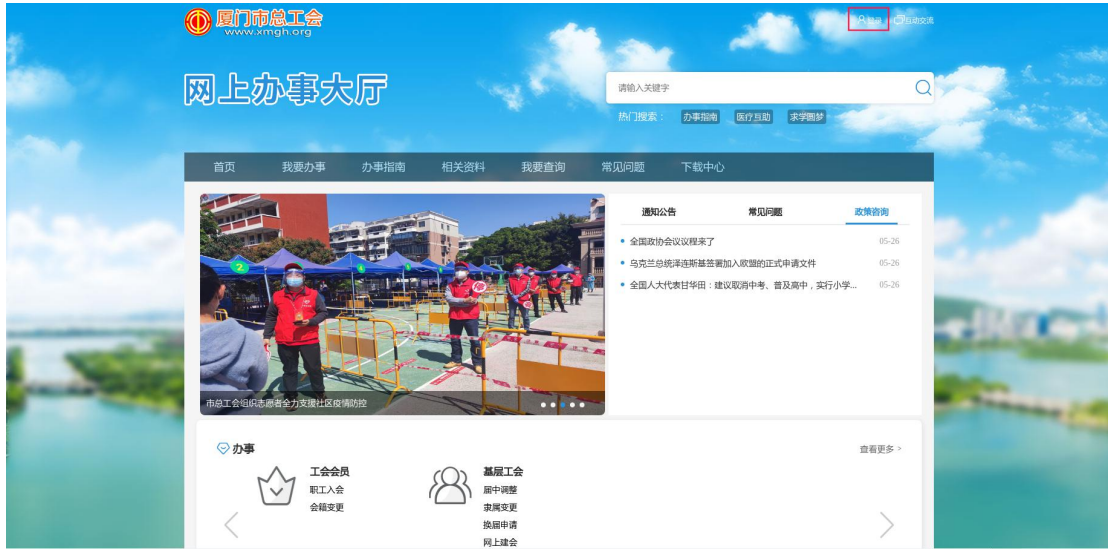 厦门市总工会
www.xmgh.org
登录 互动交流
网上办事大厅
请输入关键字
热门搜索： 办事指南 医疗互助 求学圆梦
首页 我要办事 办事指南 相关资料 我要查询 常见问题 下载中心
通知公告 常见问题 政策咨询
全国政协会议议程来了 05-26
乌克兰总统泽连斯基签署加入欧盟的正式申请文件 05-26
全国人大代表甘华田：建议取消中考、普及高中，实行小学... 05-26
市总工会组织志愿者全力支援社区疫情防控
办事 查看更多 >
工会会员
职工入会
会籍变更
基层工会
届中调整
隶属变更
换届申请
网上建会